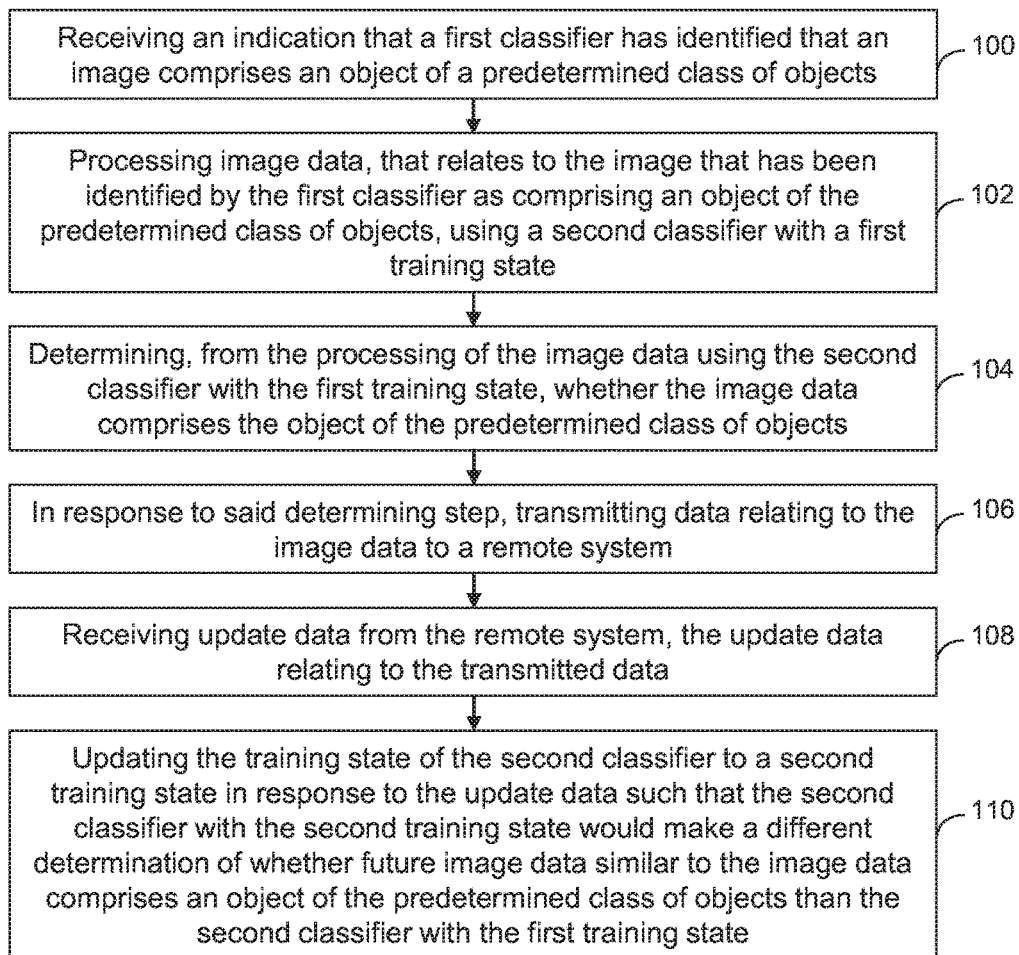 Receiving an indication that a first classifier has identified that an
image comprises an object of a predetermined class of objects
100
Processing image data, that relates to the image that has been
identified by the first classifier as comprising an object of the
predetermined class of objects, using a second classifier with a first
training state
102
Determining, from the processing of the image data using the second
classifier with the first training state, whether the image data
comprises the object of the predetermined class of objects
104
In response to said determining step, transmitting data relating to the
image data to a remote system
106
Receiving update data from the remote system, the update data
relating to the transmitted data
108
Updating the training state of the second classifier to a second
training state in response to the update data such that the second
classifier with the second training state would make a different
determination of whether future image data similar to the image data
comprises an object of the predetermined class of objects than the
second classifier with the first training state
110